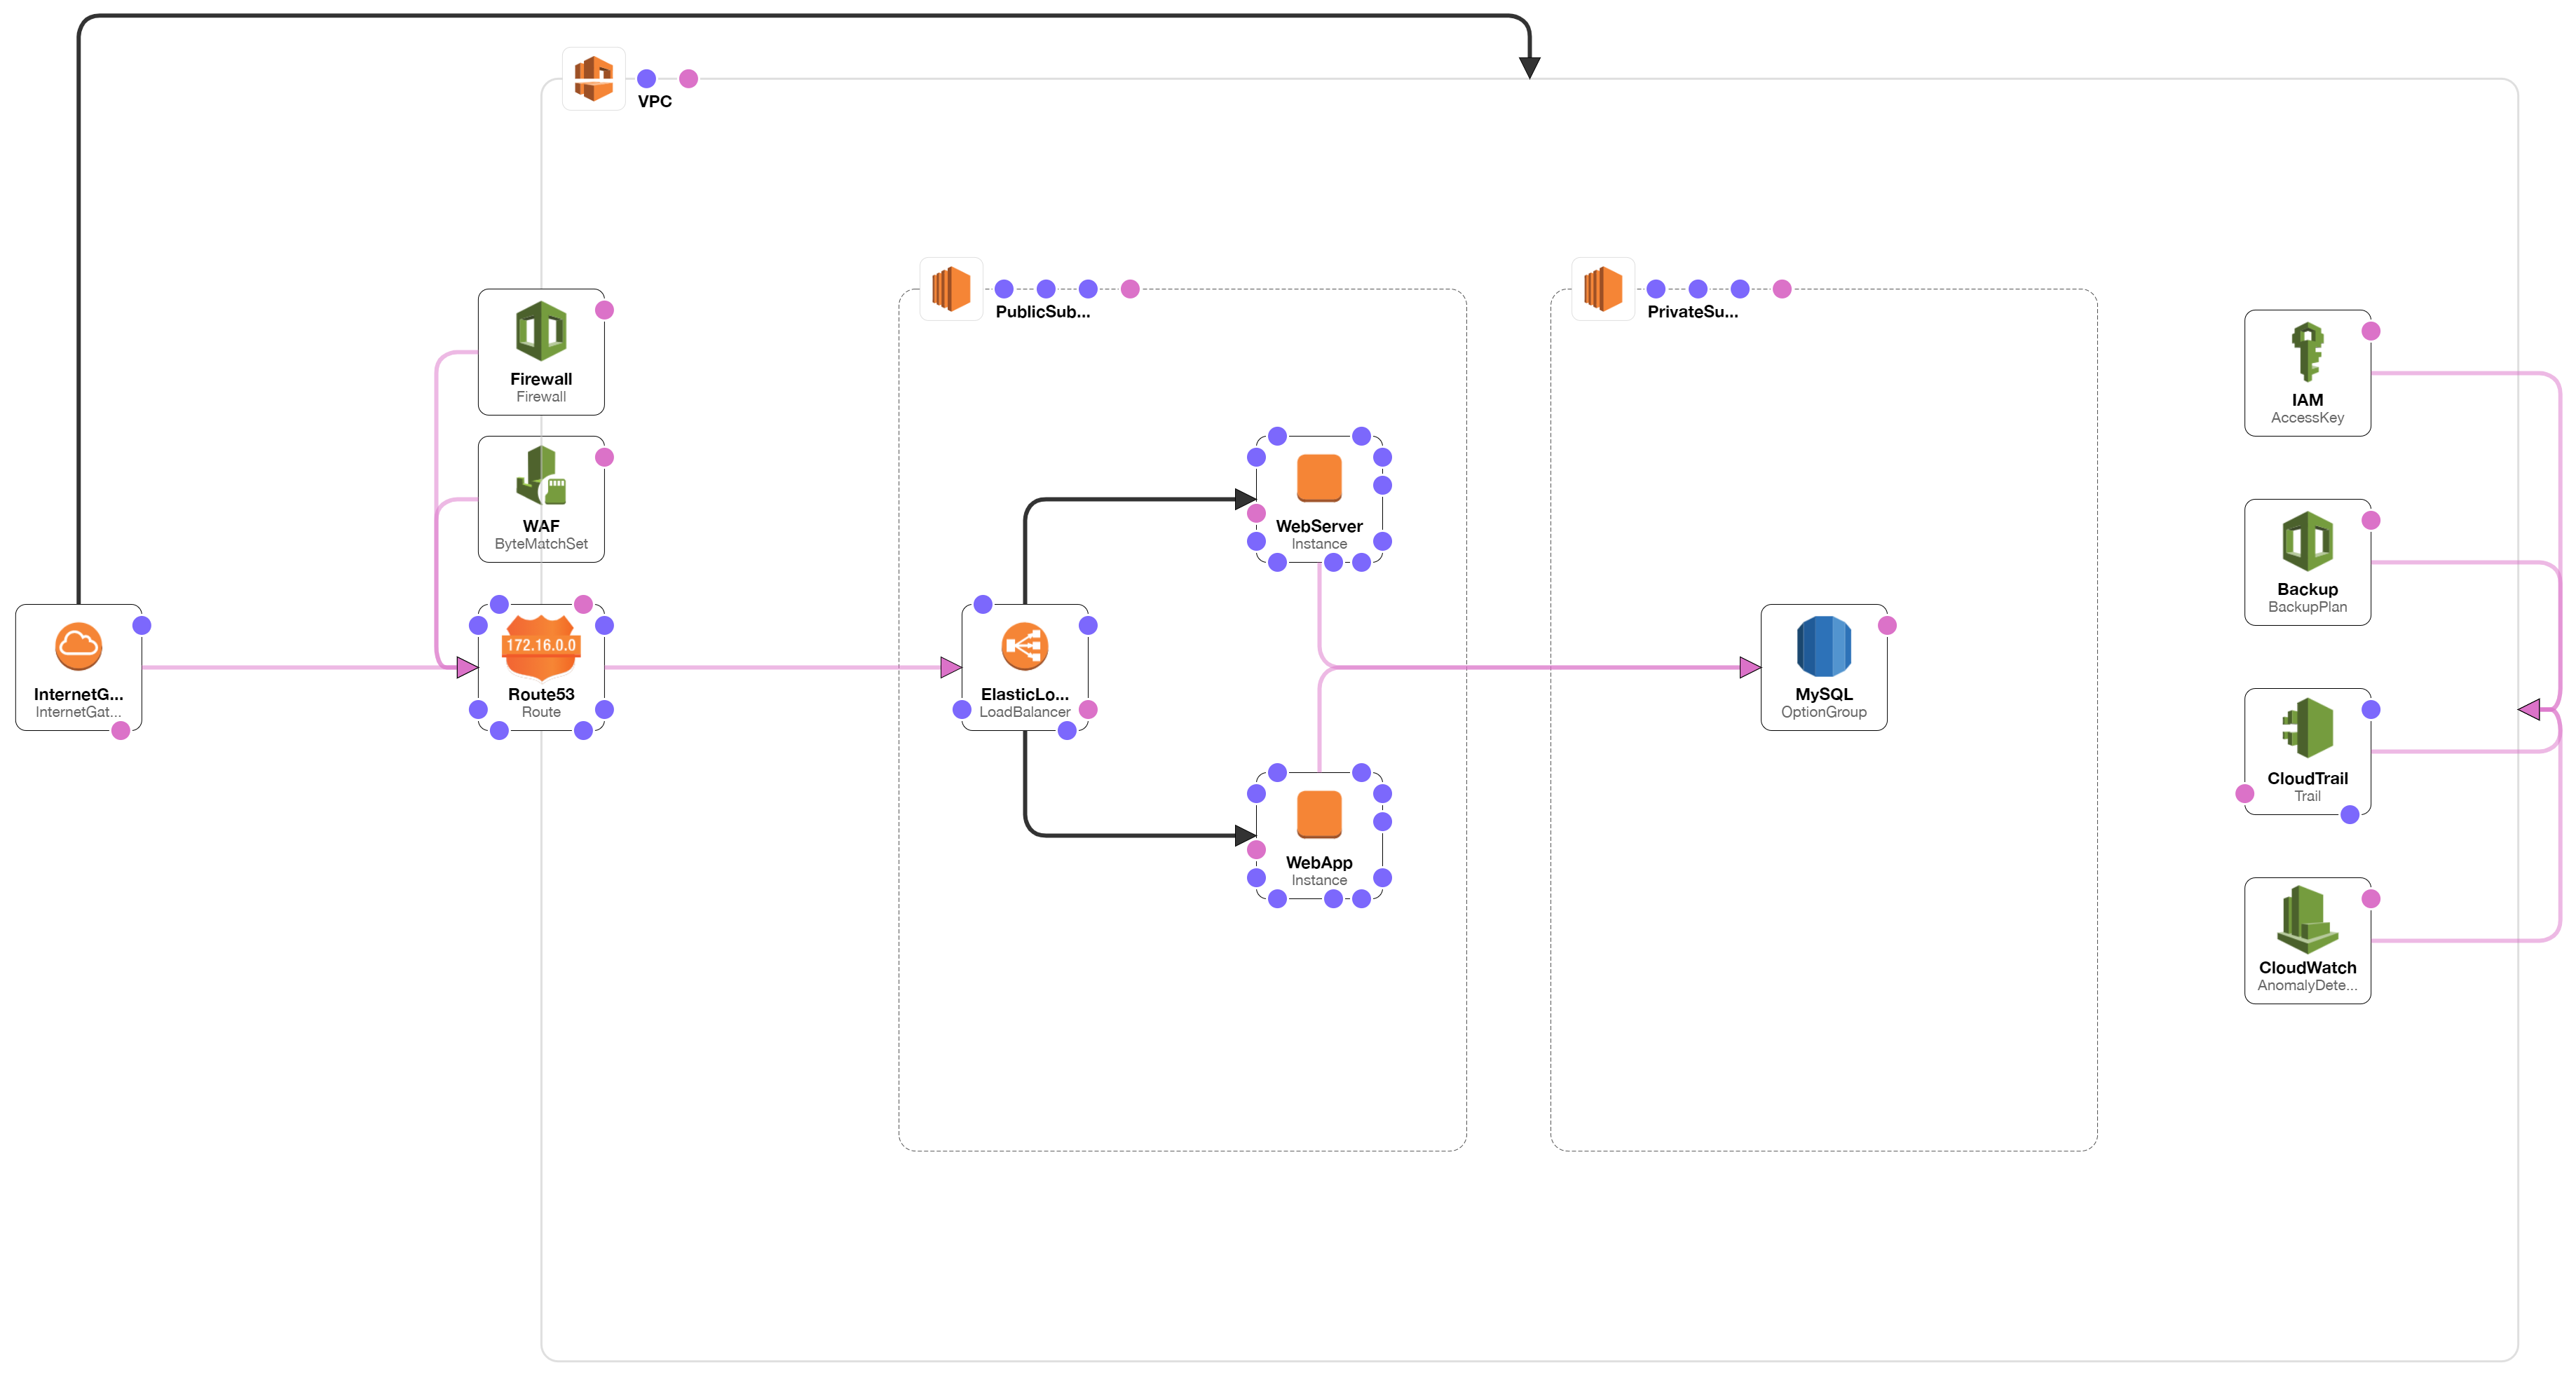 VPC
Firewall
Firewall
WAF
ByteMatchSet
InternetG...
InternetGat...
172.16.0.0
Route53
Route
PublicSub...
ElasticLo...
LoadBalancer
WebServer
Instance
WebApp
Instance
PrivateSu...
MySQL
OptionGroup
IAM
AccessKey
Backup
BackupPlan
CloudTrail
Trail
CloudWatch
AnomalyDete...